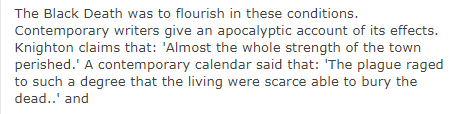 The Black Death was to flourish in these conditions.
Contemporary writers give an apocalyptic account of its effects.
Knighton claims that: 'Almost the whole strength of the town
perished.' A contemporary calendar said that: 'The plague raged
to such a degree that the living were scarce able to bury the
dead..' and